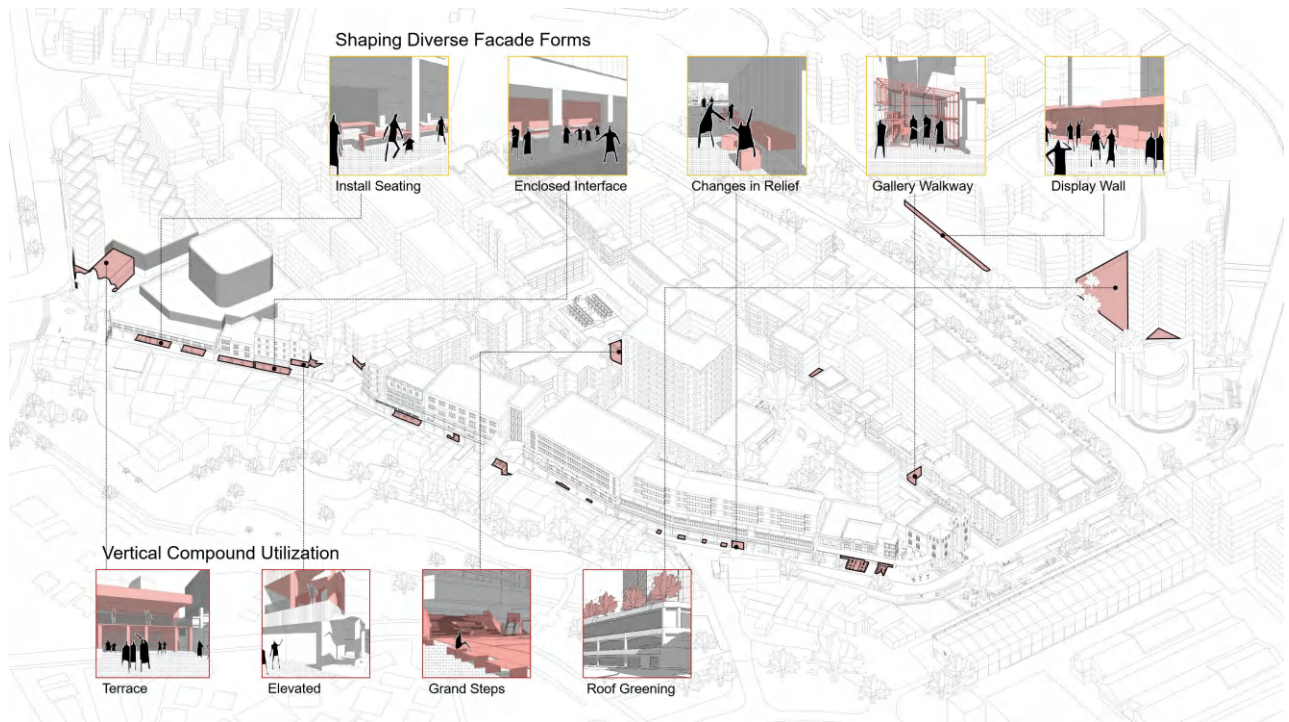 Shaping Diverse Facade Forms
Install Seating
Enclosed Interface
Changes in Relief
Gallery Walkway
Display Wall
Vertical Compound Utilization
Terrace
Elevated
Grand Steps
Roof Greening